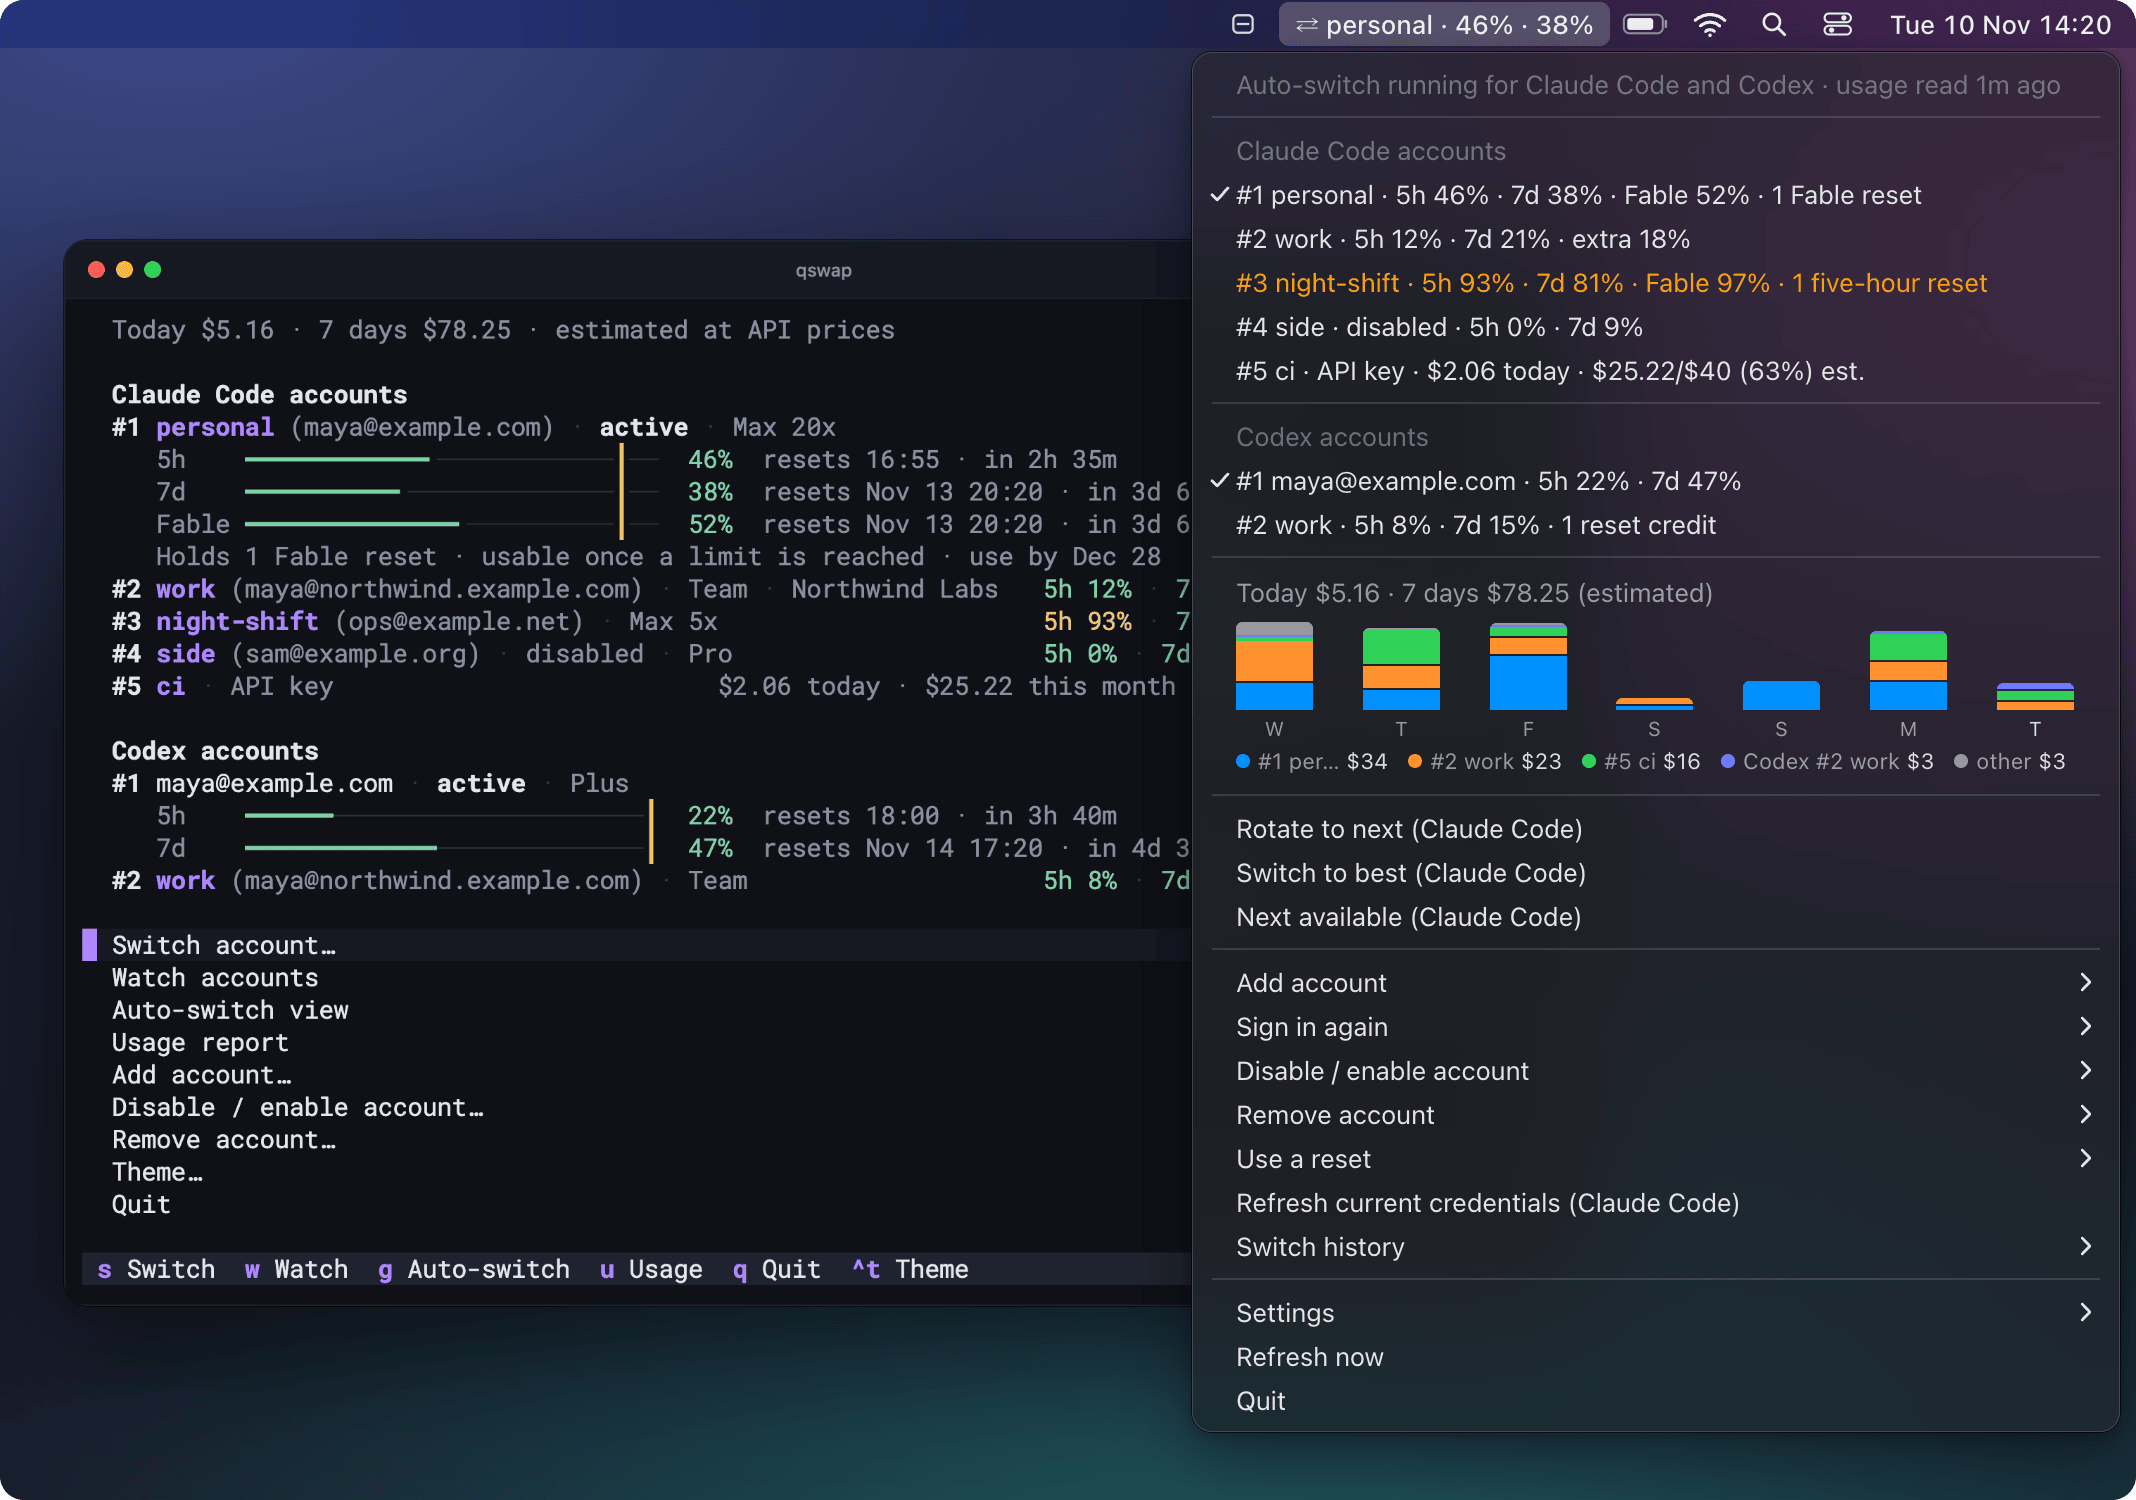 personal · 46% · 38%
Tue 10 Nov 14:20
qswap
Today $5.16 · 7 days $78.25 · estimated at API prices
Claude Code accounts
#1 personal (maya@example.com) · active · Max 20x
5h 46% resets 16:55 · in 2h 35m
7d 38% resets Nov 13 20:20 · in 3d 6
Fable 52% resets Nov 13 20:20 · in 3d 6
Holds 1 Fable reset · usable once a limit is reached · use by Dec 28
#2 work (maya@northwind.example.com) · Team · Northwind Labs 5h 12% · 7
#3 night-shift (ops@example.net) · Max 5x 5h 93% · 7
#4 side (sam@example.org) · disabled · Pro 5h 0% · 7d
#5 ci · API key $2.06 today · $25.22 this month
Codex accounts
#1 maya@example.com · active · Plus
5h 22% resets 18:00 · in 3h 40m
7d 47% resets Nov 14 17:20 · in 4d 3
#2 work (maya@northwind.example.com) · Team 5h 8% · 7d
Switch account…
Watch accounts
Auto-switch view
Usage report
Add account…
Disable / enable account…
Remove account…
Theme…
Quit
s Switch w Watch g Auto-switch u Usage q Quit ^t Theme
Auto-switch running for Claude Code and Codex · usage read 1m ago
Claude Code accounts
✓ #1 personal · 5h 46% · 7d 38% · Fable 52% · 1 Fable reset
#2 work · 5h 12% · 7d 21% · extra 18%
#3 night-shift · 5h 93% · 7d 81% · Fable 97% · 1 five-hour reset
#4 side · disabled · 5h 0% · 7d 9%
#5 ci · API key · $2.06 today · $25.22/$40 (63%) est.
Codex accounts
✓ #1 maya@example.com · 5h 22% · 7d 47%
#2 work · 5h 8% · 7d 15% · 1 reset credit
Today $5.16 · 7 days $78.25 (estimated)
W T F S S M T
#1 per… $34 #2 work $23 #5 ci $16 Codex #2 work $3 other $3
Rotate to next (Claude Code)
Switch to best (Claude Code)
Next available (Claude Code)
Add account
Sign in again
Disable / enable account
Remove account
Use a reset
Refresh current credentials (Claude Code)
Switch history
Settings
Refresh now
Quit